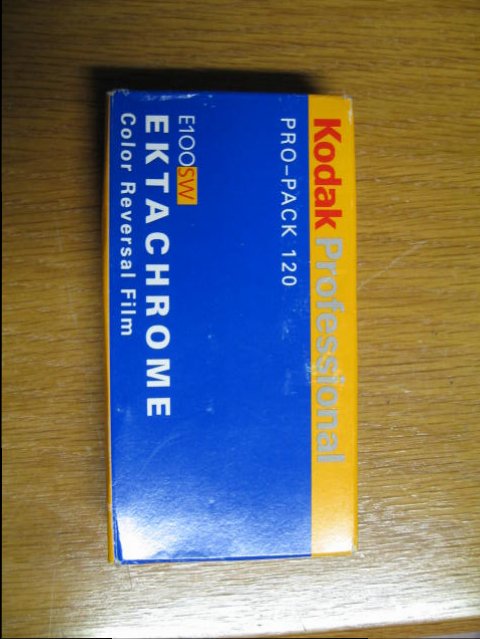 Kodak Professional
PRO-PACK 120
E100SW
EKTACHROME
Color Reversal Film